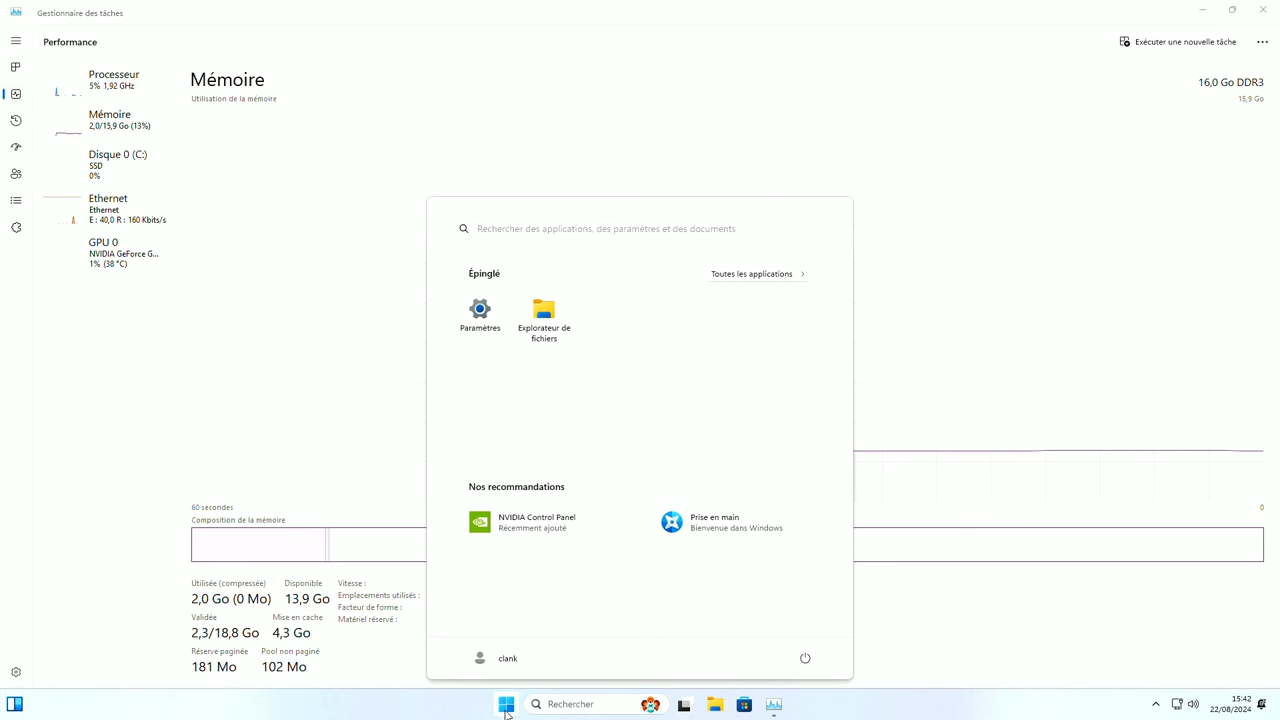 Gestionnaire des tâches
Performance
Exécuter une nouvelle tâche
Processeur
5% 1,92 GHz
Mémoire
2,0/15,9 Go (13%)
Disque 0 (C:)
SSD
0%
Ethernet
Ethernet
E : 40,0 R : 160 Kbits/s
GPU 0
NVIDIA GeForce G...
1% (38 °C)
Mémoire
16,0 Go DDR3
Utilisation de la mémoire
15,9 Go
Rechercher des applications, des paramètres et des documents
Épinglé
Toutes les applications
Paramètres
Explorateur de
fichiers
Nos recommandations
NVIDIA Control Panel
Récemment ajouté
Prise en main
Bienvenue dans Windows
clank
60 secondes
0
Composition de la mémoire
Utilisée (compressée)
2,0 Go (0 Mo)
Disponible
13,9 Go
Validée
2,3/18,8 Go
Mise en cache
4,3 Go
Réserve paginée
181 Mo
Pool non paginé
102 Mo
Vitesse :
Emplacements utilisés :
Facteur de forme :
Matériel réservé :
Rechercher
15:42
22/08/2024